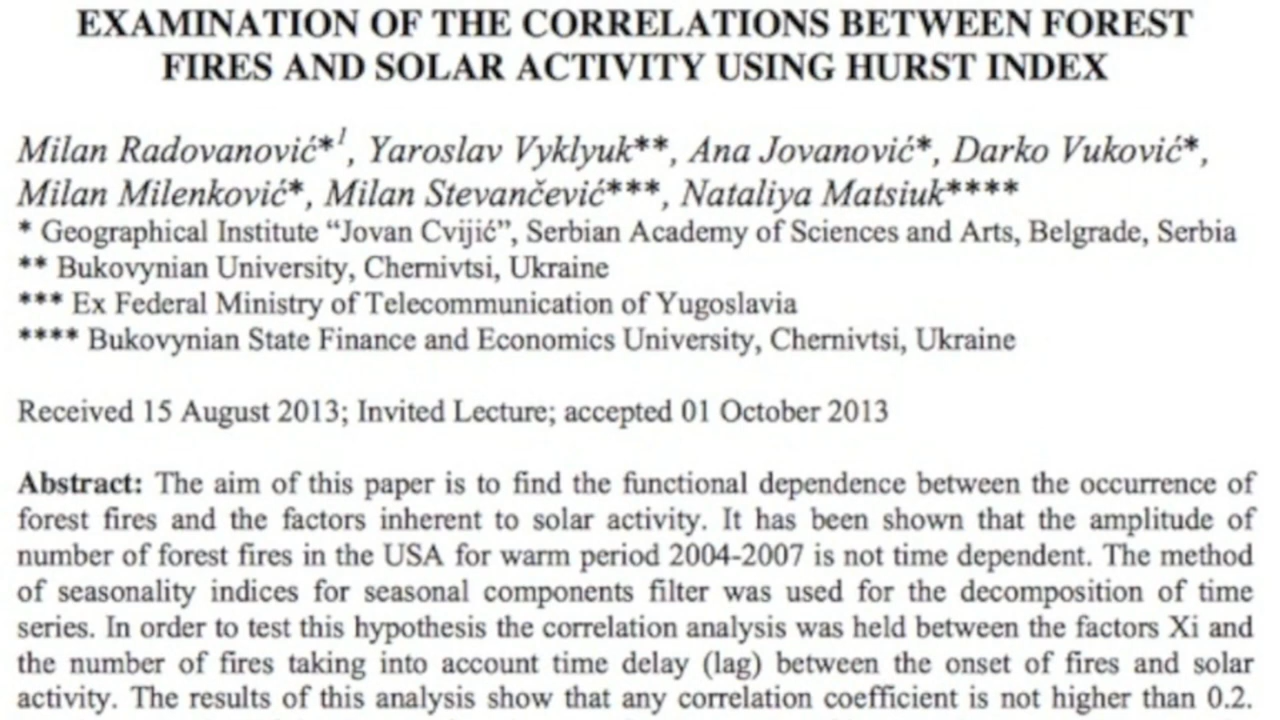 EXAMINATION OF THE CORRELATIONS BETWEEN FOREST
FIRES AND SOLAR ACTIVITY USING HURST INDEX
Milan Radovanović*1, Yaroslav Vyklyuk**, Ana Jovanović*, Darko Vuković*,
Milan Milenković*, Milan Stevančević***, Nataliya Matsiuk****
* Geographical Institute “Jovan Cvijić”, Serbian Academy of Sciences and Arts, Belgrade, Serbia
** Bukovynian University, Chernivtsi, Ukraine
*** Ex Federal Ministry of Telecommunication of Yugoslavia
**** Bukovynian State Finance and Economics University, Chernivtsi, Ukraine
Received 15 August 2013; Invited Lecture; accepted 01 October 2013
Abstract: The aim of this paper is to find the functional dependence between the occurrence of
forest fires and the factors inherent to solar activity. It has been shown that the amplitude of
number of forest fires in the USA for warm period 2004-2007 is not time dependent. The method
of seasonality indices for seasonal components filter was used for the decomposition of time
series. In order to test this hypothesis the correlation analysis was held between the factors Xi and
the number of fires taking into account time delay (lag) between the onset of fires and solar
activity. The results of this analysis show that any correlation coefficient is not higher than 0.2.